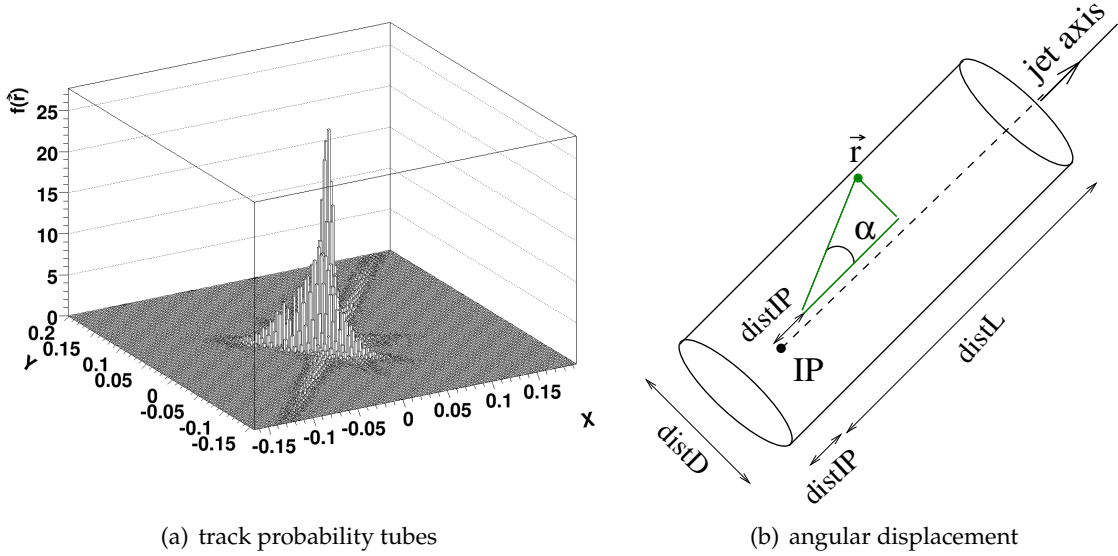 f(r⃗)
25
20
15
10
5
0
0.2
0.15
0.1
0.05
0
-0.05
-0.1
-0.15
Y
-0.15
-0.1
-0.05
0
0.05
0.1
0.15
X
(a) track probability tubes
jet axis
r⃗
α
distIP
IP
distL
distD
distIP
(b) angular displacement